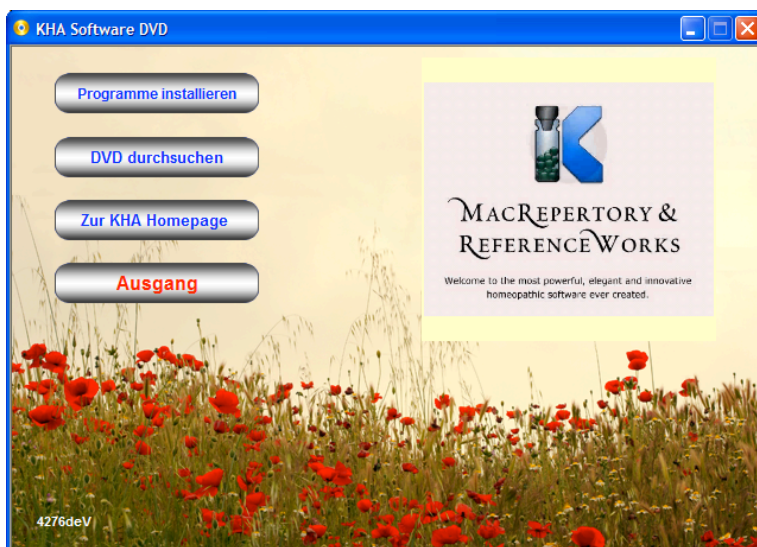 KHA Software DVD
Programme installieren
DVD durchsuchen
Zur KHA Homepage
Ausgang
MACREPERTORY &
REFERENCEWORKS
Welcome to the most powerful, elegant and innovative
homeopathic software ever created.
4276deV